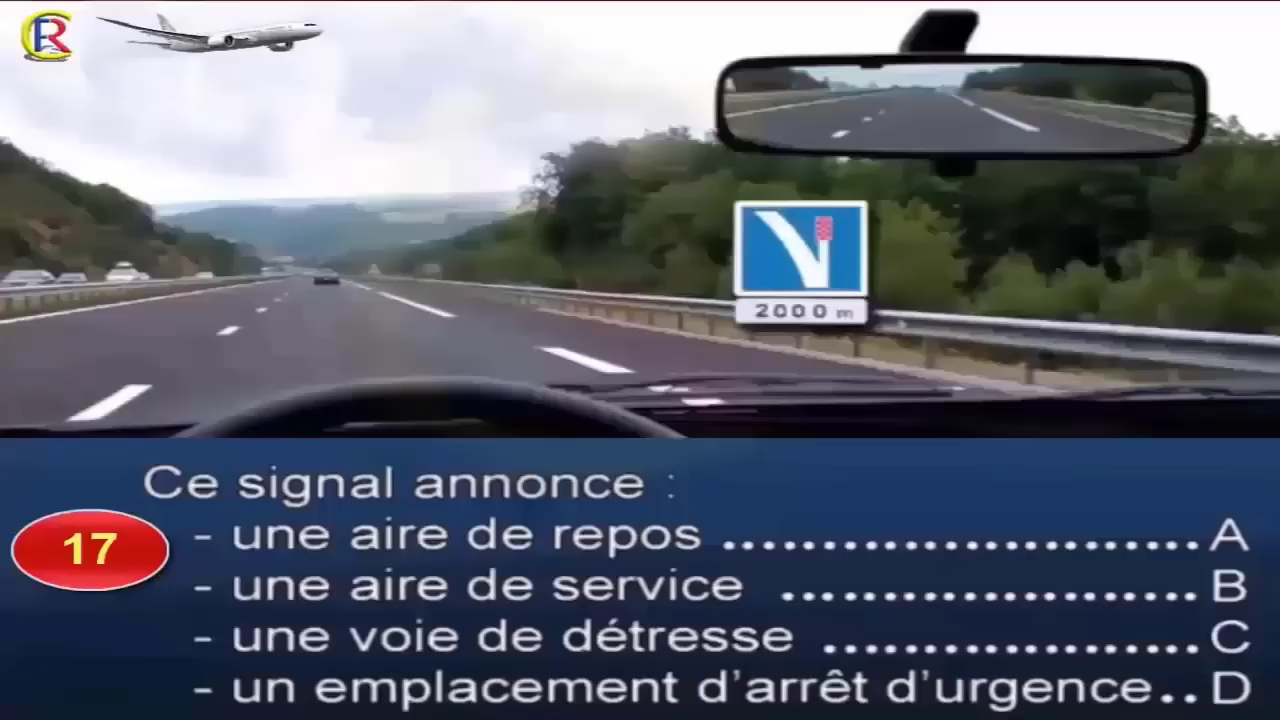 CFR
2000 m
Ce signal annonce :
17
- une aire de repos ........................ A
- une aire de service ..................... B
- une voie de détresse ................... C
- un emplacement d'arrêt d'urgence.. D